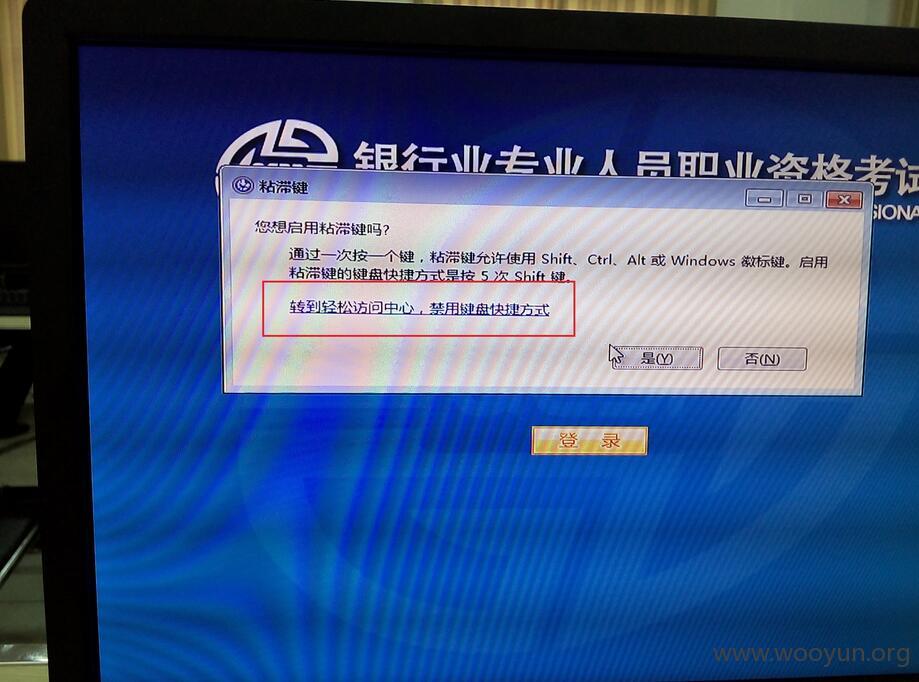 银行业专业人员职业资格考试
SIONA
粘滞键
您想启用粘滞键吗?
通过一次按一个键，粘滞键允许使用 Shift、Ctrl、Alt 或 Windows 徽标键。启用
粘滞键的键盘快捷方式是按 5 次 Shift 键。
转到轻松访问中心，禁用键盘快捷方式
是(Y)
否(N)
登 录
www.wooyun.org